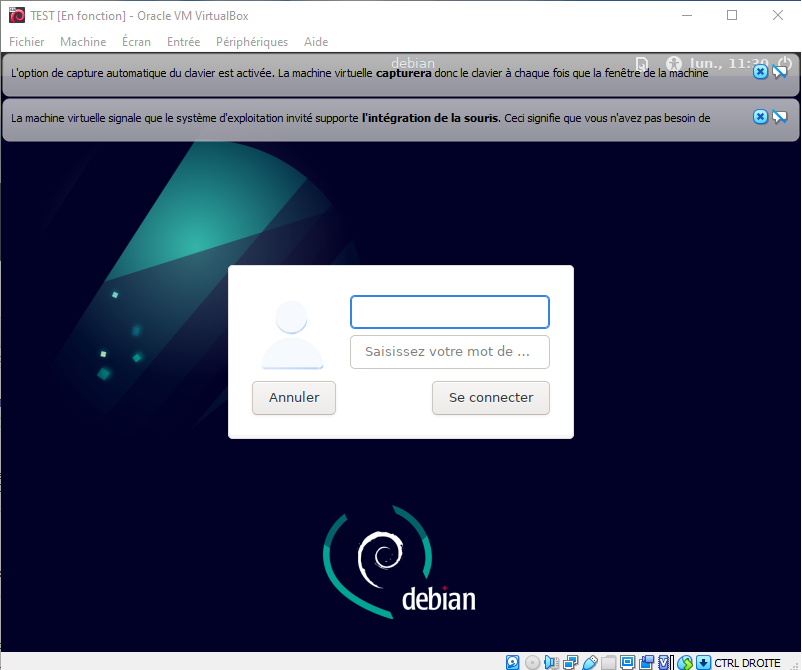 TEST [En fonction] - Oracle VM VirtualBox
Fichier Machine Écran Entrée Périphériques Aide
debian lun., 11:30
L'option de capture automatique du clavier est activée. La machine virtuelle capturera donc le clavier à chaque fois que la fenêtre de la machine
La machine virtuelle signale que le système d'exploitation invité supporte l'intégration de la souris. Ceci signifie que vous n'avez pas besoin de
Saisissez votre mot de ...
Annuler Se connecter
debian
CTRL DROITE